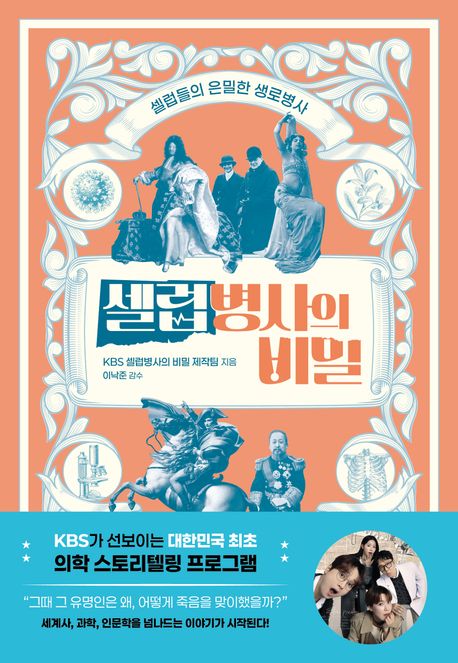 셀럽들의 은밀한 생로병사
셀럽병사의
비밀
KBS 셀럽병사의 비밀 제작팀 지음
이낙준 감수
KBS가 선보이는 대한민국 최초
의학 스토리텔링 프로그램
“그때 그 유명인은 왜, 어떻게 죽음을 맞이했을까?”
세계사, 과학, 인문학을 넘나드는 이야기가 시작된다!